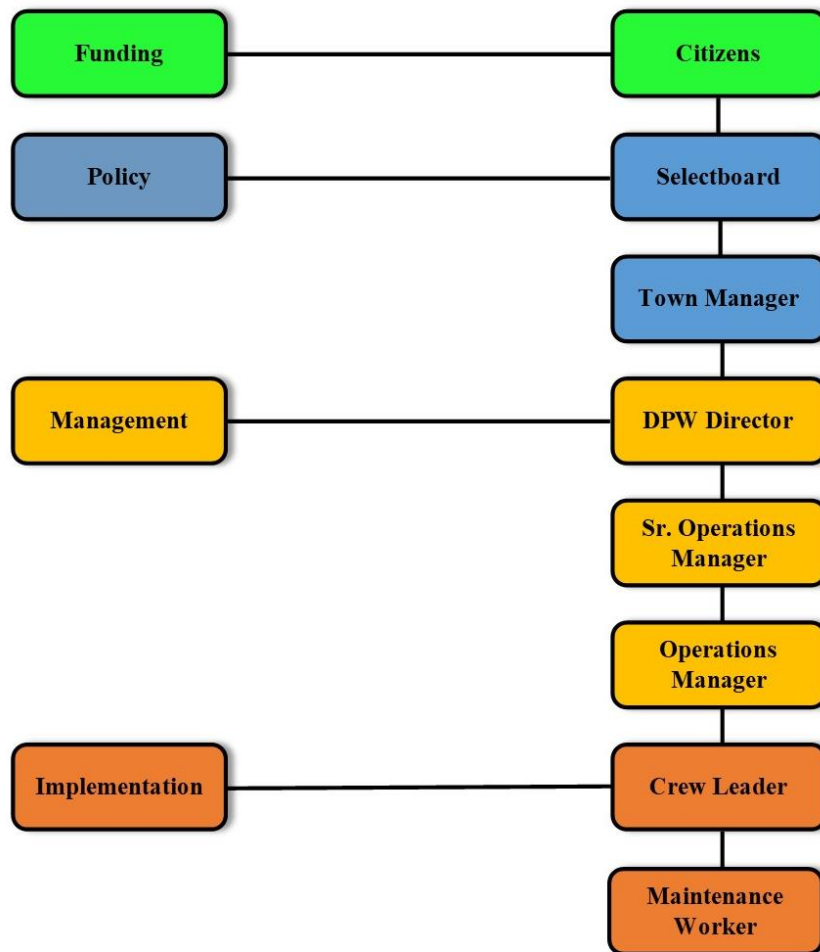 Funding
Citizens
Policy
Selectboard
Town Manager
Management
DPW Director
Sr. Operations
Manager
Operations
Manager
Implementation
Crew Leader
Maintenance
Worker